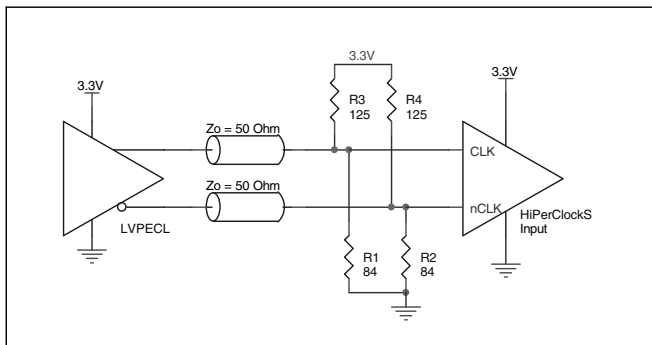 3.3V
3.3V
3.3V
R3
125
R4
125
Zo = 50 Ohm
CLK
Zo = 50 Ohm
nCLK
LVPECL
HiPerClockS
Input
R1
84
R2
84